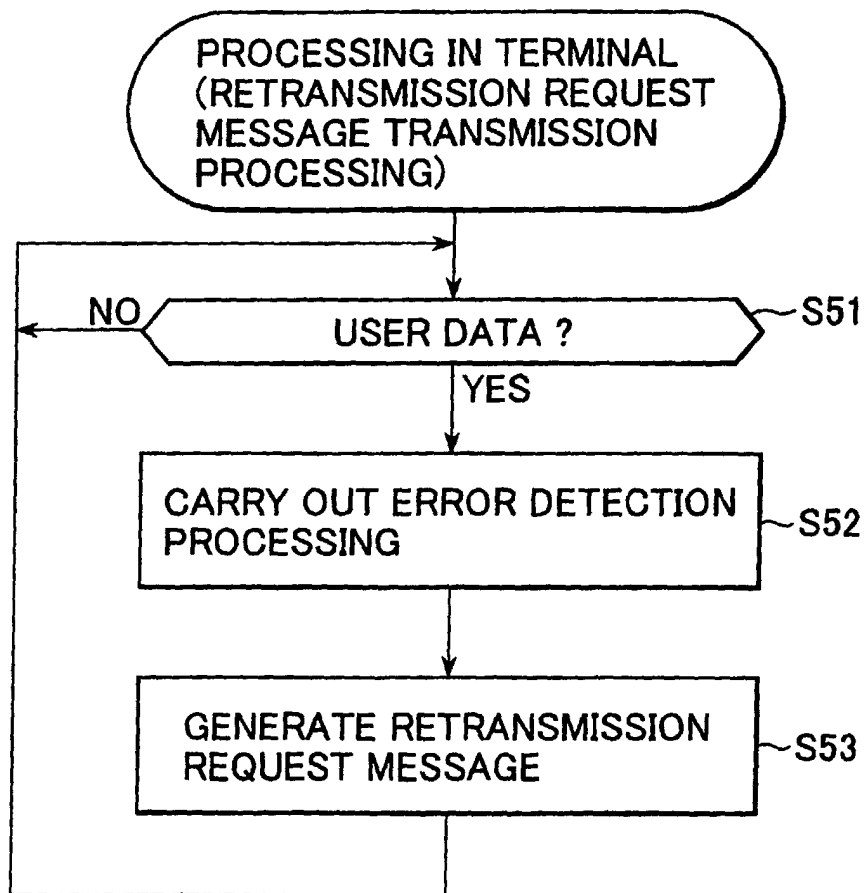 PROCESSING IN TERMINAL
(RETRANSMISSION REQUEST
MESSAGE TRANSMISSION
PROCESSING)
NO
USER DATA ?
S51
YES
CARRY OUT ERROR DETECTION
PROCESSING
S52
GENERATE RETRANSMISSION
REQUEST MESSAGE
S53